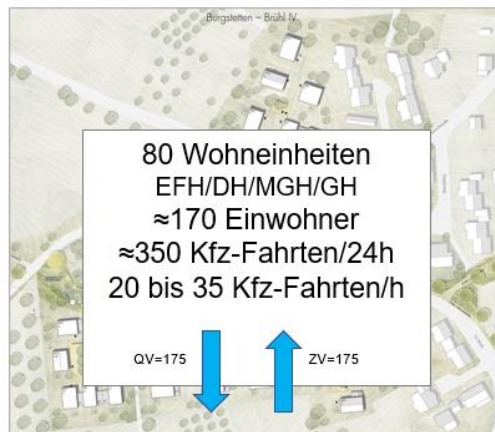 Burgstetten – Brühl IV
80 Wohneinheiten
EFH/DH/MGH/GH
≈170 Einwohner
≈350 Kfz-Fahrten/24h
20 bis 35 Kfz-Fahrten/h
QV=175 ZV=175